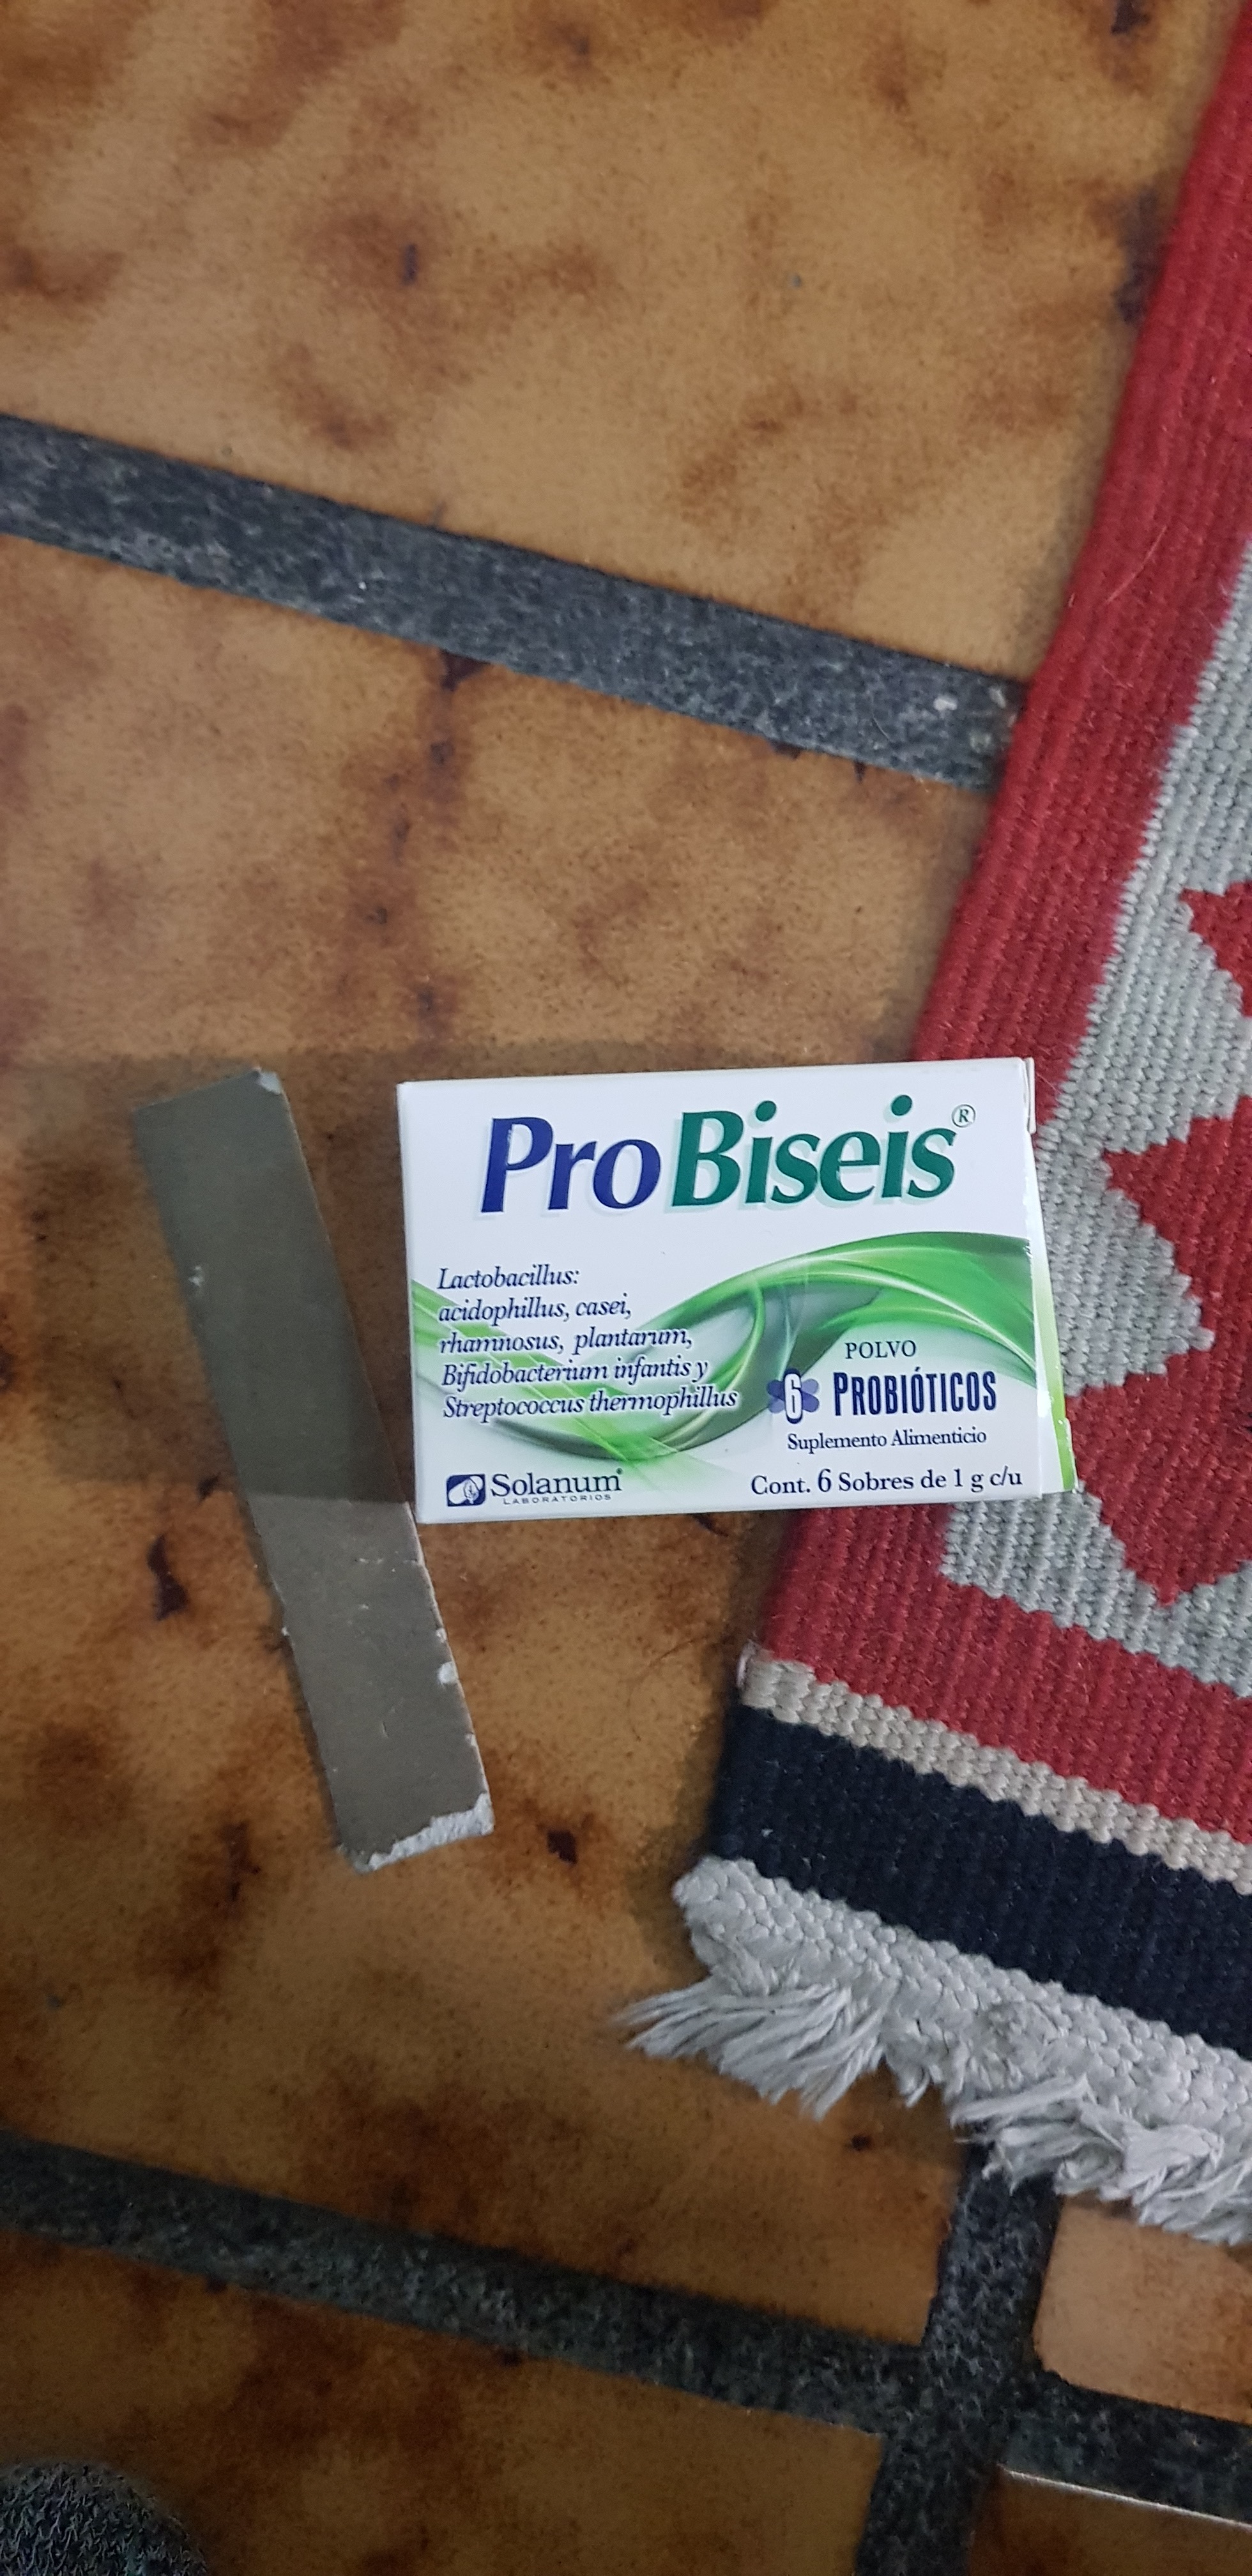 ProBiseis®
Lactobacillus:
acidophillus, casei,
rhamnosus, plantarum,
Bifidobacterium infantis y
Streptococcus thermophillus
POLVO
6 PROBIÓTICOS
Suplemento Alimenticio
Solanum®
LABORATORIOS
Cont. 6 Sobres de 1 g c/u